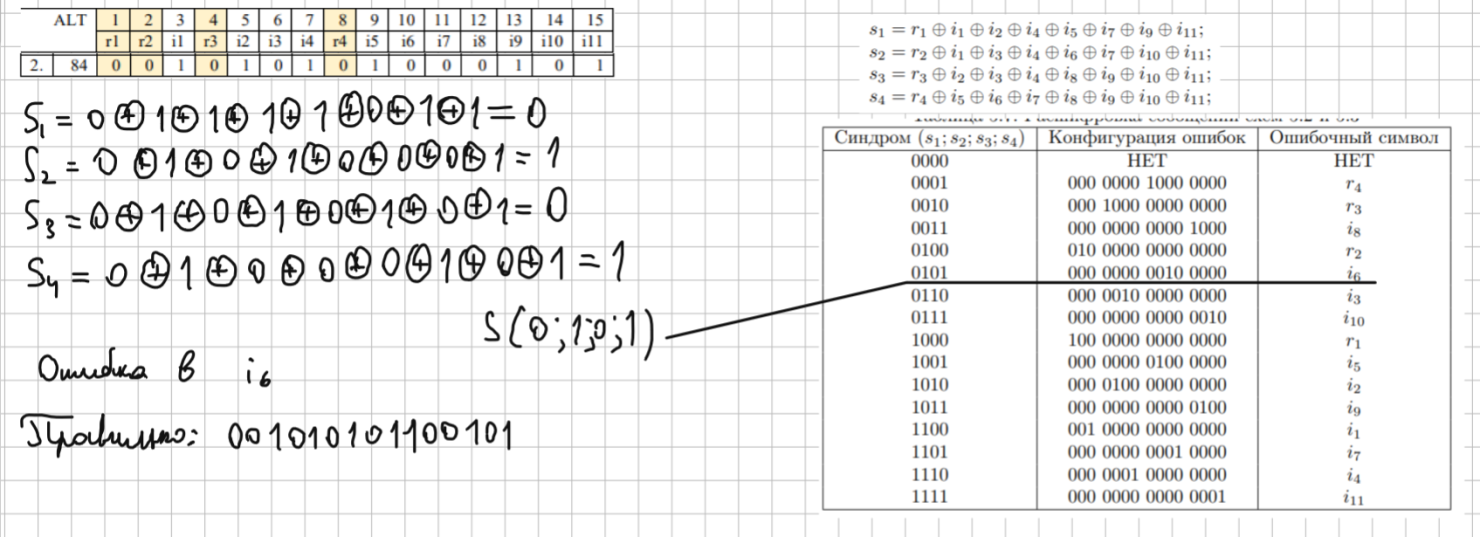 ALT 1 2 3 4 5 6 7 8 9 10 11 12 13 14 15
r1 r2 i1 r3 i2 i3 i4 r4 i5 i6 i7 i8 i9 i10 i11
2. 84 0 0 1 0 1 0 1 0 1 0 0 0 1 0 1
S₁ = 0 ⊕ 1 ⊕ 1 ⊕ 1 ⊕ 1 ⊕ 0 ⊕ 1 ⊕ 1 = 0
S₂ = 0 ⊕ 1 ⊕ 0 ⊕ 1 ⊕ 0 ⊕ 0 ⊕ 0 ⊕ 1 = 1
S₃ = 0 ⊕ 1 ⊕ 0 ⊕ 1 ⊕ 0 ⊕ 1 ⊕ 0 ⊕ 1 = 0
S₄ = 0 ⊕ 1 ⊕ 0 ⊕ 0 ⊕ 0 ⊕ 1 ⊕ 0 ⊕ 1 = 1
S(0;1;0;1)
Ошибка в i₆
Правильно: 001010101100101
s₁ = r₁ ⊕ i₁ ⊕ i₂ ⊕ i₄ ⊕ i₅ ⊕ i₇ ⊕ i₉ ⊕ i₁₁;
s₂ = r₂ ⊕ i₁ ⊕ i₃ ⊕ i₄ ⊕ i₆ ⊕ i₇ ⊕ i₁₀ ⊕ i₁₁;
s₃ = r₃ ⊕ i₂ ⊕ i₃ ⊕ i₄ ⊕ i₈ ⊕ i₉ ⊕ i₁₀ ⊕ i₁₁;
s₄ = r₄ ⊕ i₅ ⊕ i₆ ⊕ i₇ ⊕ i₈ ⊕ i₉ ⊕ i₁₀ ⊕ i₁₁;
Синдром (s₁; s₂; s₃; s₄) Конфигурация ошибок Ошибочный символ
0000 НЕТ НЕТ
0001 000 0000 1000 0000 r₄
0010 000 1000 0000 0000 r₃
0011 000 0000 0000 1000 i₈
0100 010 0000 0000 0000 r₂
0101 000 0000 0010 0000 i₆
0110 000 0010 0000 0000 i₃
0111 000 0000 0000 0010 i₁₀
1000 100 0000 0000 0000 r₁
1001 000 0000 0100 0000 i₅
1010 000 0100 0000 0000 i₂
1011 000 0000 0000 0100 i₉
1100 001 0000 0000 0000 i₁
1101 000 0000 0001 0000 i₇
1110 000 0001 0000 0000 i₄
1111 000 0000 0000 0001 i₁₁